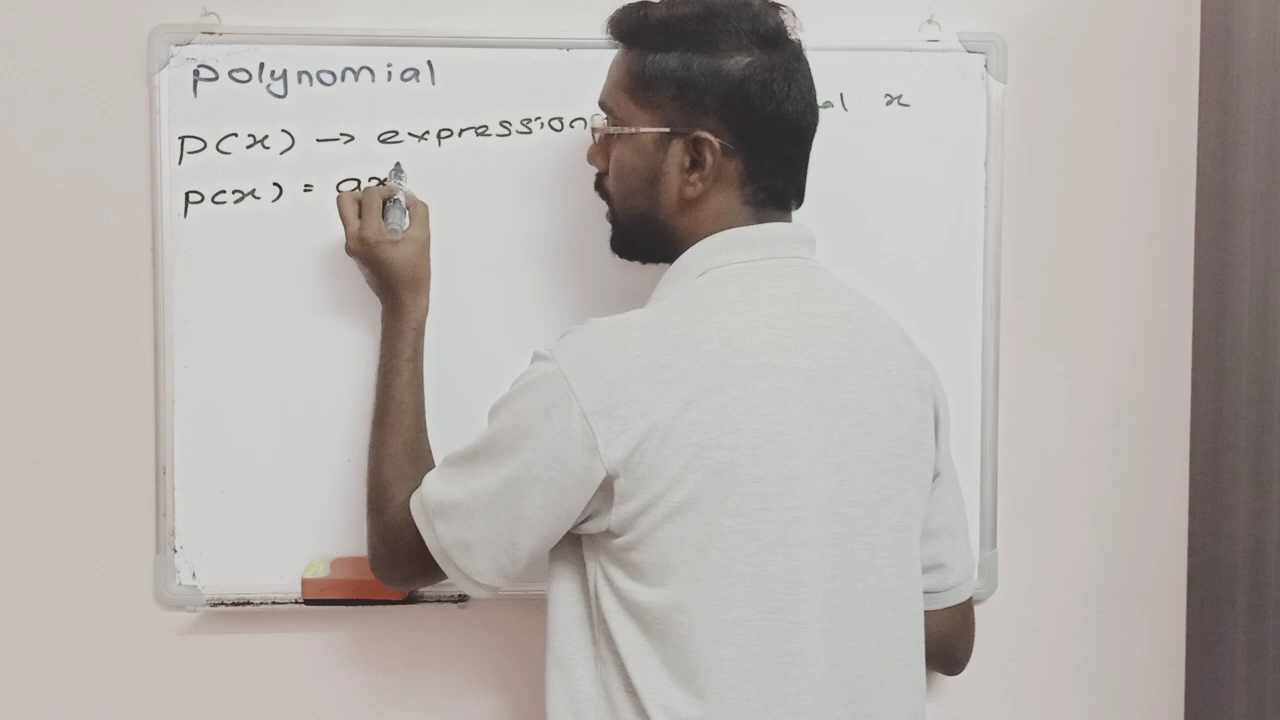 polynomial
P(x) → expression x
p(x) = ax